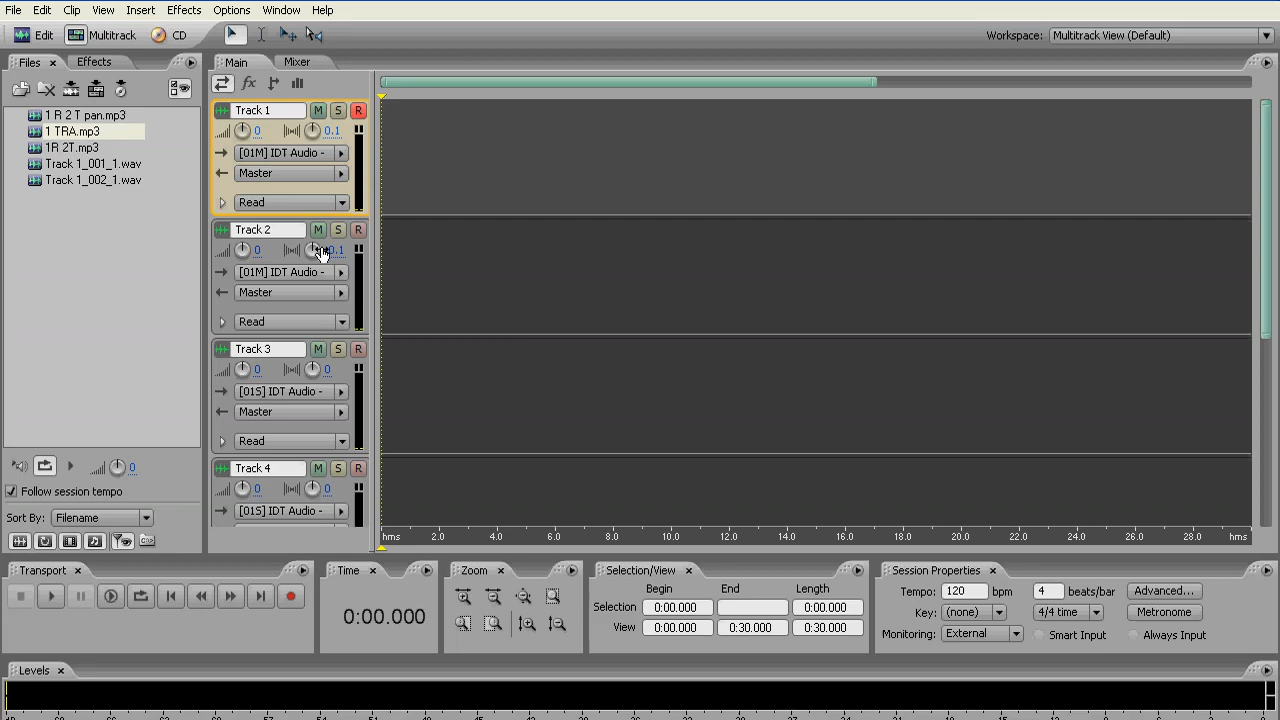 File Edit Clip View Insert Effects Options Window Help
Edit Multitrack CD Workspace: Multitrack View (Default)
Files × Effects Main Mixer
fx
1 R 2 T pan.mp3
1 TRA.mp3
1R 2T.mp3
Track 1_001_1.wav
Track 1_002_1.wav
Track 1 M S R
0 0.1
[01M] IDT Audio -
Master
Read
Track 2 M S R
0 0.1
[01M] IDT Audio -
Master
Read
Track 3 M S R
0 0
[01S] IDT Audio -
Master
Read
Track 4 M S R
0 0
[01S] IDT Audio -
hms 2.0 4.0 6.0 8.0 10.0 12.0 14.0 16.0 18.0 20.0 22.0 24.0 26.0 28.0 hms
0
Follow session tempo
Sort By: Filename
Transport × Time × Zoom × Selection/View × Session Properties ×
0:00.000
Begin End Length
Selection 0:00.000 0:00.000
View 0:00.000 0:30.000 0:30.000
Tempo: 120 bpm 4 beats/bar Advanced...
Key: (none) 4/4 time Metronome
Monitoring: External Smart Input Always Input
Levels ×